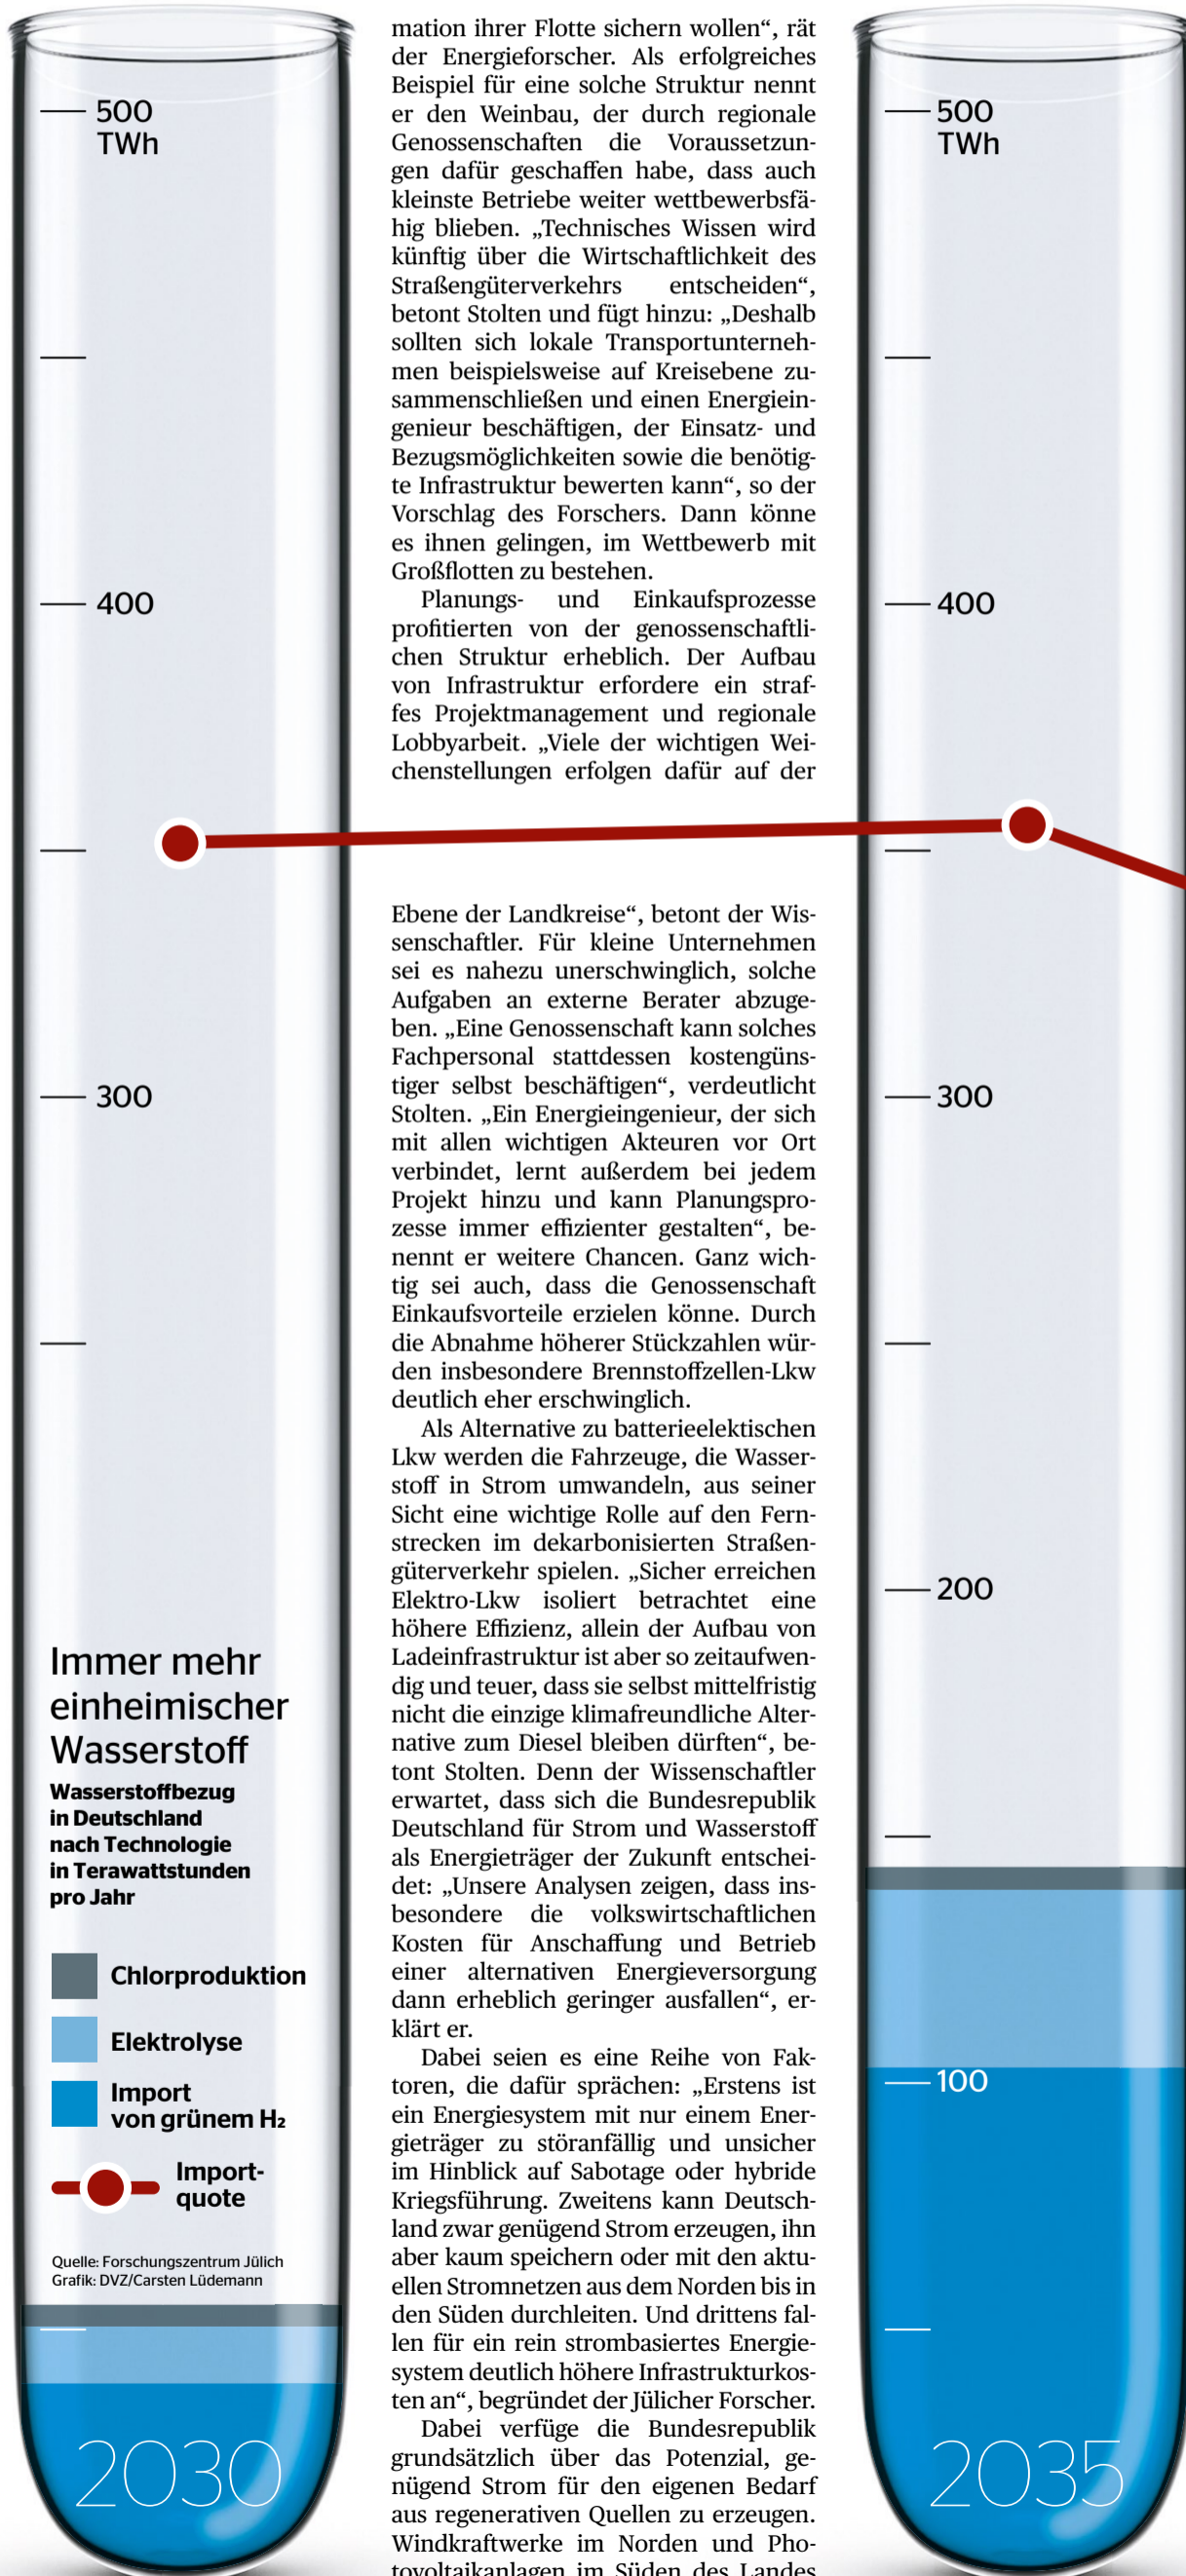 500
TWh
400
300
Immer mehr
einheimischer
Wasserstoff
Wasserstoffbezug
in Deutschland
nach Technologie
in Terawattstunden
pro Jahr
Chlorproduktion
Elektrolyse
Import
von grünem H₂
Import-
quote
Quelle: Forschungszentrum Jülich
Grafik: DVZ/Carsten Lüdemann
2030
mation ihrer Flotte sichern wollen“, rät
der Energieforscher. Als erfolgreiches
Beispiel für eine solche Struktur nennt
er den Weinbau, der durch regionale
Genossenschaften die Voraussetzun-
gen dafür geschaffen habe, dass auch
kleinste Betriebe weiter wettbewerbsfä-
hig blieben. „Technisches Wissen wird
künftig über die Wirtschaftlichkeit des
Straßengüterverkehrs entscheiden“,
betont Stolten und fügt hinzu: „Deshalb
sollten sich lokale Transportunterneh-
men beispielsweise auf Kreisebene zu-
sammenschließen und einen Energiein-
genieur beschäftigen, der Einsatz- und
Bezugsmöglichkeiten sowie die benötig-
te Infrastruktur bewerten kann“, so der
Vorschlag des Forschers. Dann könne
es ihnen gelingen, im Wettbewerb mit
Großflotten zu bestehen.
Planungs- und Einkaufsprozesse
profitierten von der genossenschaftli-
chen Struktur erheblich. Der Aufbau
von Infrastruktur erfordere ein straf-
fes Projektmanagement und regionale
Lobbyarbeit. „Viele der wichtigen Wei-
chenstellungen erfolgen dafür auf der
Ebene der Landkreise“, betont der Wis-
senschaftler. Für kleine Unternehmen
sei es nahezu unerschwinglich, solche
Aufgaben an externe Berater abzuge-
ben. „Eine Genossenschaft kann solches
Fachpersonal stattdessen kostengüns-
tiger selbst beschäftigen“, verdeutlicht
Stolten. „Ein Energieingenieur, der sich
mit allen wichtigen Akteuren vor Ort
verbindet, lernt außerdem bei jedem
Projekt hinzu und kann Planungspro-
zesse immer effizienter gestalten“, be-
nennt er weitere Chancen. Ganz wich-
tig sei auch, dass die Genossenschaft
Einkaufsvorteile erzielen könne. Durch
die Abnahme höherer Stückzahlen wür-
den insbesondere Brennstoffzellen-Lkw
deutlich eher erschwinglich.
Als Alternative zu batterieelektischen
Lkw werden die Fahrzeuge, die Wasser-
stoff in Strom umwandeln, aus seiner
Sicht eine wichtige Rolle auf den Fern-
strecken im dekarbonisierten Straßen-
güterverkehr spielen. „Sicher erreichen
Elektro-Lkw isoliert betrachtet eine
höhere Effizienz, allein der Aufbau von
Ladeinfrastruktur ist aber so zeitaufwen-
dig und teuer, dass sie selbst mittelfristig
nicht die einzige klimafreundliche Alter-
native zum Diesel bleiben dürften“, be-
tont Stolten. Denn der Wissenschaftler
erwartet, dass sich die Bundesrepublik
Deutschland für Strom und Wasserstoff
als Energieträger der Zukunft entschei-
det: „Unsere Analysen zeigen, dass ins-
besondere die volkswirtschaftlichen
Kosten für Anschaffung und Betrieb
einer alternativen Energieversorgung
dann erheblich geringer ausfallen“, er-
klärt er.
Dabei seien es eine Reihe von Fak-
toren, die dafür sprächen: „Erstens ist
ein Energiesystem mit nur einem Ener-
gieträger zu störanfällig und unsicher
im Hinblick auf Sabotage oder hybride
Kriegsführung. Zweitens kann Deutsch-
land zwar genügend Strom erzeugen, ihn
aber kaum speichern oder mit den aktu-
ellen Stromnetzen aus dem Norden bis in
den Süden durchleiten. Und drittens fal-
len für ein rein strombasiertes Energie-
system deutlich höhere Infrastrukturkos-
ten an“, begründet der Jülicher Forscher.
Dabei verfüge die Bundesrepublik
grundsätzlich über das Potenzial, ge-
nügend Strom für den eigenen Bedarf
aus regenerativen Quellen zu erzeugen.
Windkraftwerke im Norden und Pho-
tovoltaikanlagen im Süden des Landes
500
TWh
400
300
200
100
2035